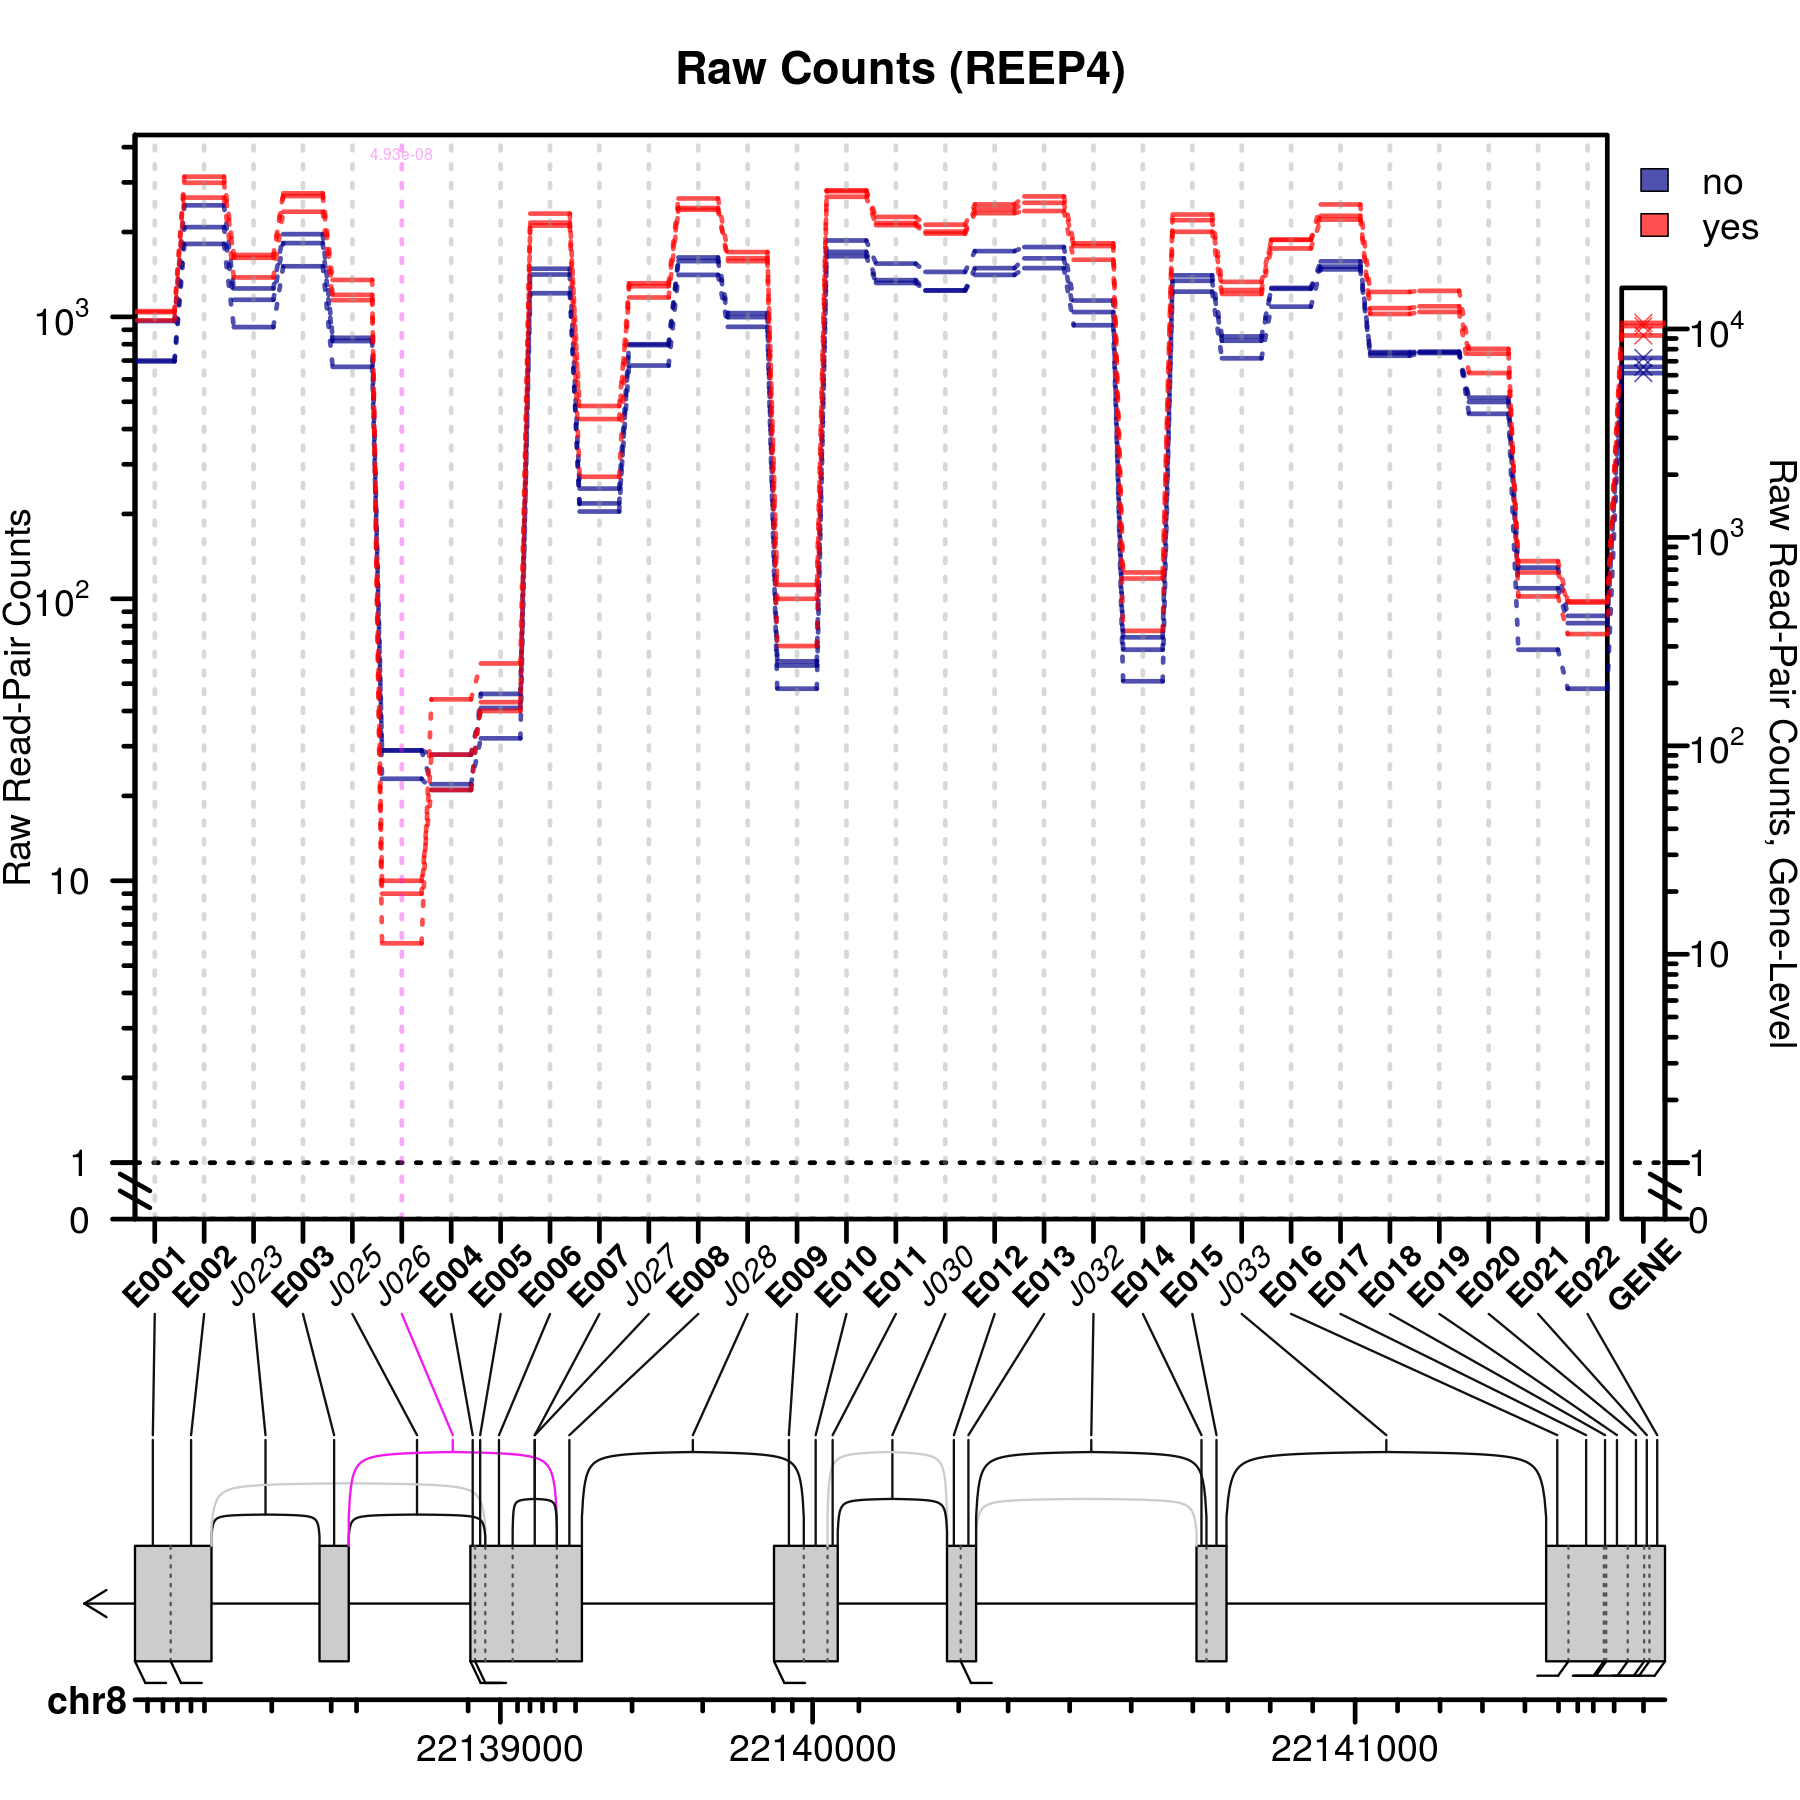 Raw Counts (REEP4)
4.93e-08
no
yes
Raw Read-Pair Counts
10³
10²
10
1
0
10⁴
10³
10²
10
1
0
Raw Read-Pair Counts, Gene-Level
E001 E002 J023 E003 J025 J026 E004 E005 E006 E007 J027 E008 J028 E009 E010 E011 J030 E012 E013 J032 E014 E015 J033 E016 E017 E018 E019 E020 E021 E022 GENE
chr8
22139000 22140000 22141000